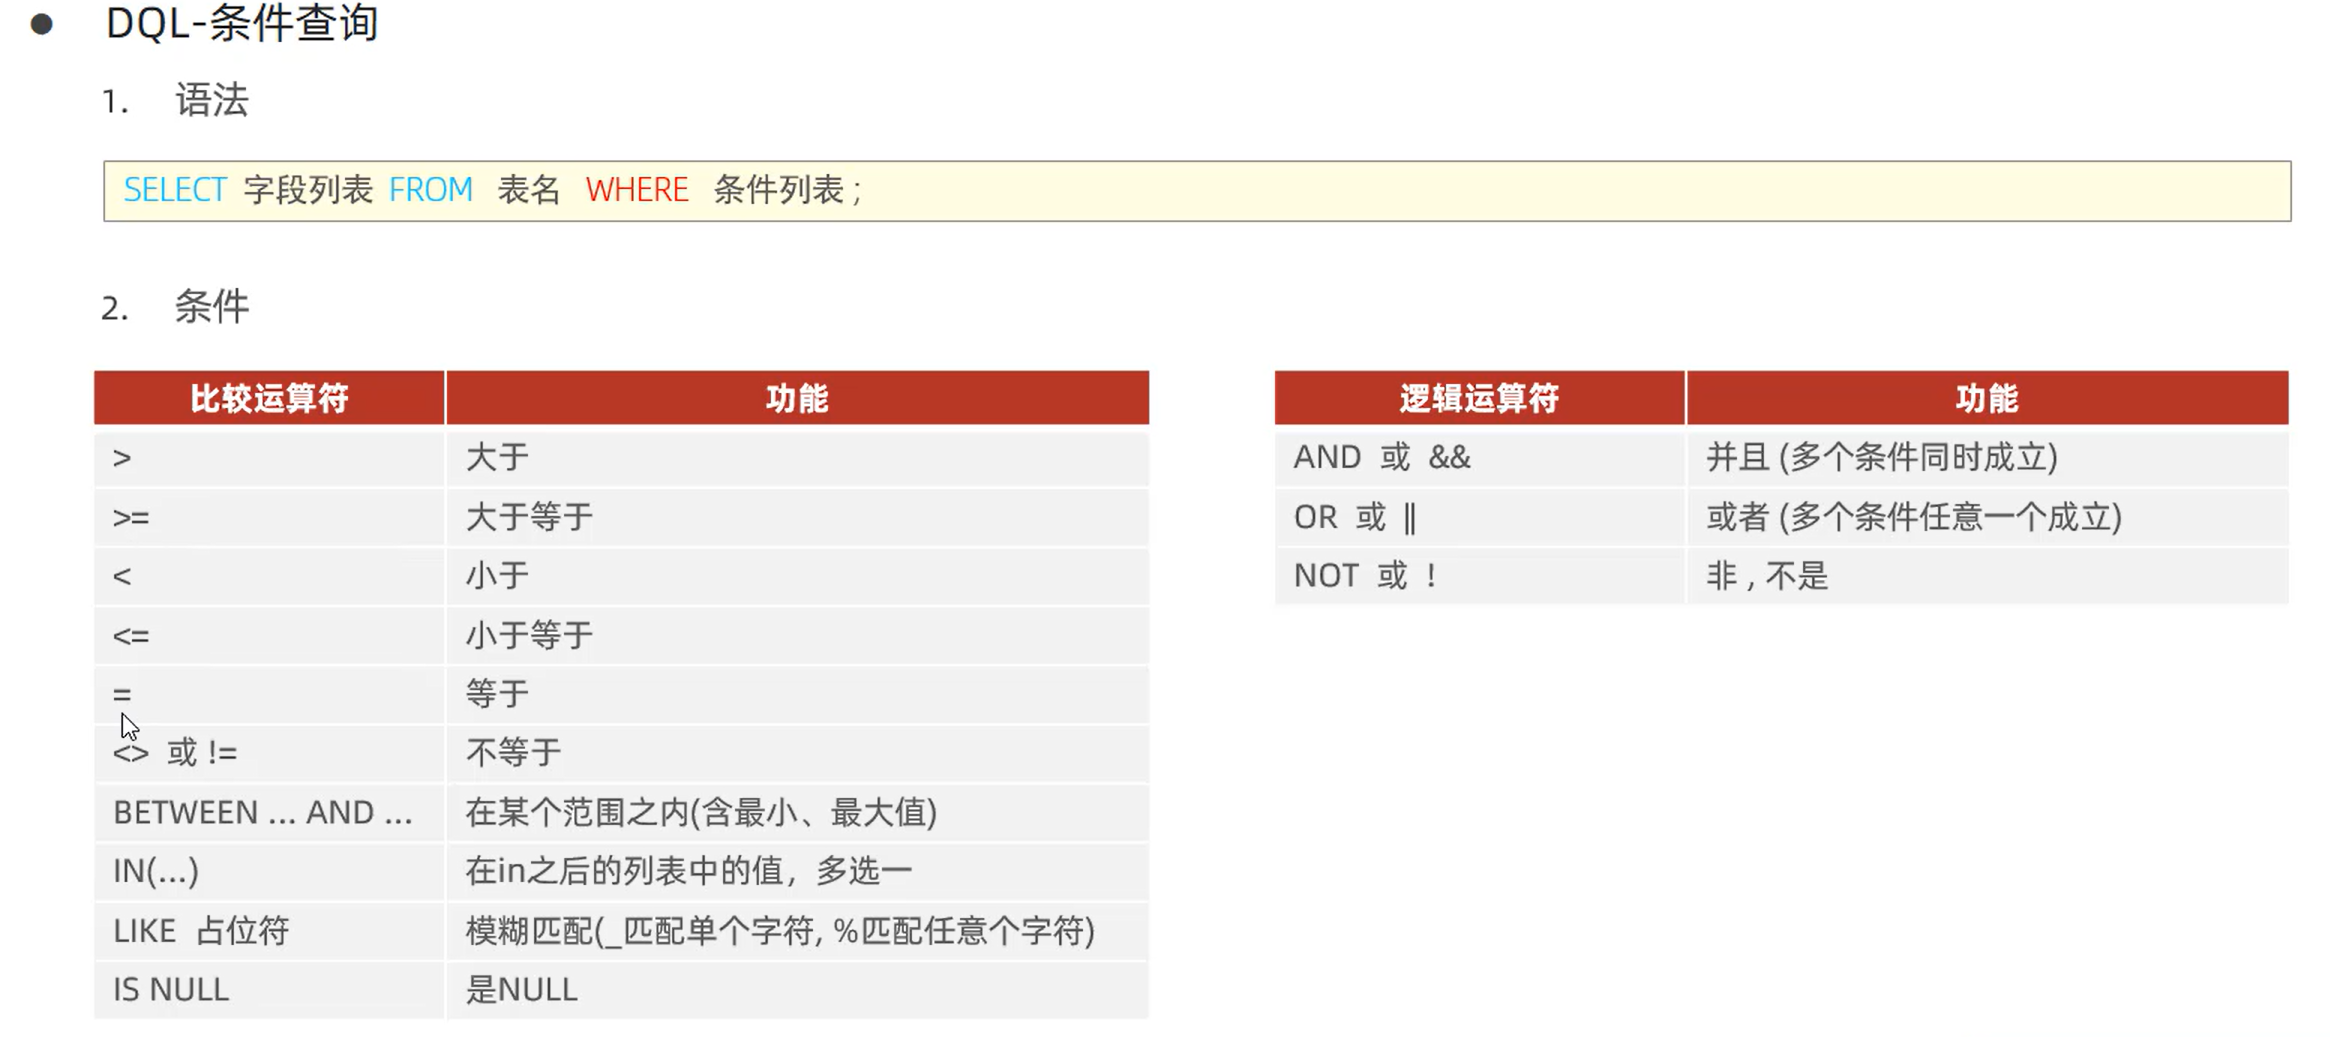 ● DQL-条件查询
1. 语法
SELECT 字段列表 FROM 表名 WHERE 条件列表 ;
2. 条件
比较运算符 功能
> 大于
>= 大于等于
< 小于
<= 小于等于
= 等于
<> 或 != 不等于
BETWEEN ... AND ... 在某个范围之内(含最小、最大值)
IN(...) 在in之后的列表中的值，多选一
LIKE 占位符 模糊匹配(_匹配单个字符, %匹配任意个字符)
IS NULL 是NULL
逻辑运算符 功能
AND 或 && 并且 (多个条件同时成立)
OR 或 || 或者 (多个条件任意一个成立)
NOT 或 ! 非 , 不是